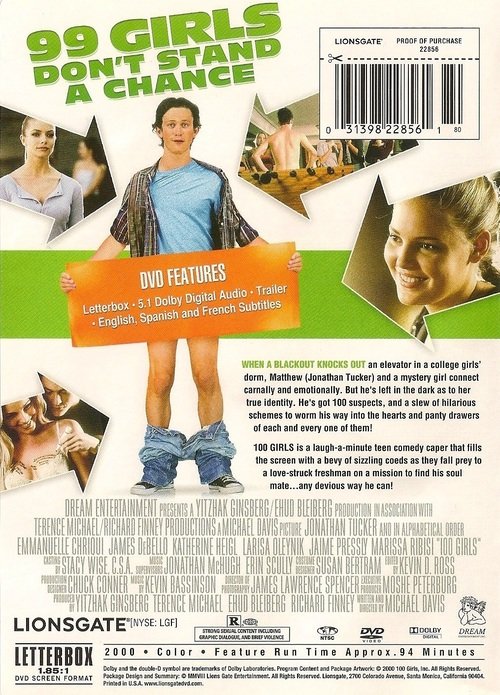 99 GIRLS
DON'T STAND
A CHANCE
LIONSGATE® PROOF OF PURCHASE
22856
0 31398 22856 1 80
DVD FEATURES
Letterbox • 5.1 Dolby Digital Audio • Trailer
• English, Spanish and French Subtitles
WHEN A BLACKOUT KNOCKS OUT an elevator in a college girls'
dorm, Matthew (Jonathan Tucker) and a mystery girl connect
carnally and emotionally. But he's left in the dark as to her
true identity. He's got 100 suspects, and a slew of hilarious
schemes to worm his way into the hearts and panty drawers
of each and every one of them!
100 GIRLS is a laugh-a-minute teen comedy caper that fills
the screen with a bevy of sizzling coeds as they fall prey to
a love-struck freshman on a mission to find his soul
mate...any devious way he can!
DREAM ENTERTAINMENT PRESENTS A YITZHAK GINSBERG/EHUD BLEIBERG PRODUCTION IN ASSOCIATION WITH
TERENCE MICHAEL/RICHARD FINNEY PRODUCTIONS A MICHAEL DAVIS PICTURE JONATHAN TUCKER AND IN ALPHABETICAL ORDER
EMMANUELLE CHRIQUI JAMES DEBELLO KATHERINE HEIGL LARISA OLEYNIK JAIME PRESSLY MARISSA RIBISI "100 GIRLS"
CASTING BY STACY WISE, C.S.A. MUSIC SUPERVISORS JONATHAN McHUGH ERIN SCULLY COSTUME DESIGNER SUSAN BERTRAM EDITED BY KEVIN D. ROSS
PRODUCTION DESIGNER CHUCK CONNER MUSIC BY KEVIN BASSINSON DIRECTOR OF PHOTOGRAPHY JAMES LAWRENCE SPENCER EXECUTIVE PRODUCER MOSHE PETERBURG
PRODUCED BY YITZHAK GINSBERG TERENCE MICHAEL EHUD BLEIBERG RICHARD FINNEY WRITTEN AND DIRECTED BY MICHAEL DAVIS
LIONSGATE® [NYSE: LGF]
R RESTRICTED
STRONG SEXUAL CONTENT INCLUDING
GRAPHIC DIALOGUE, AND BRIEF VIOLENCE
NTSC
DVD VIDEO
DOLBY DIGITAL
DREAM
LETTERBOX
1.85:1
DVD SCREEN FORMAT
2000 • Color • Feature Run Time Approx. 94 Minutes
Dolby and the double-D symbol are trademarks of Dolby Laboratories. Program Content and Package Artwork: © 2000 100 Girls, Inc. All Rights Reserved.
Package Design and Summary: © MMVIII Lions Gate Entertainment. All Rights Reserved. Lionsgate, 2700 Colorado Avenue, Santa Monica, California 90404.
Printed in U.S.A. www.lionsgatedvd.com.